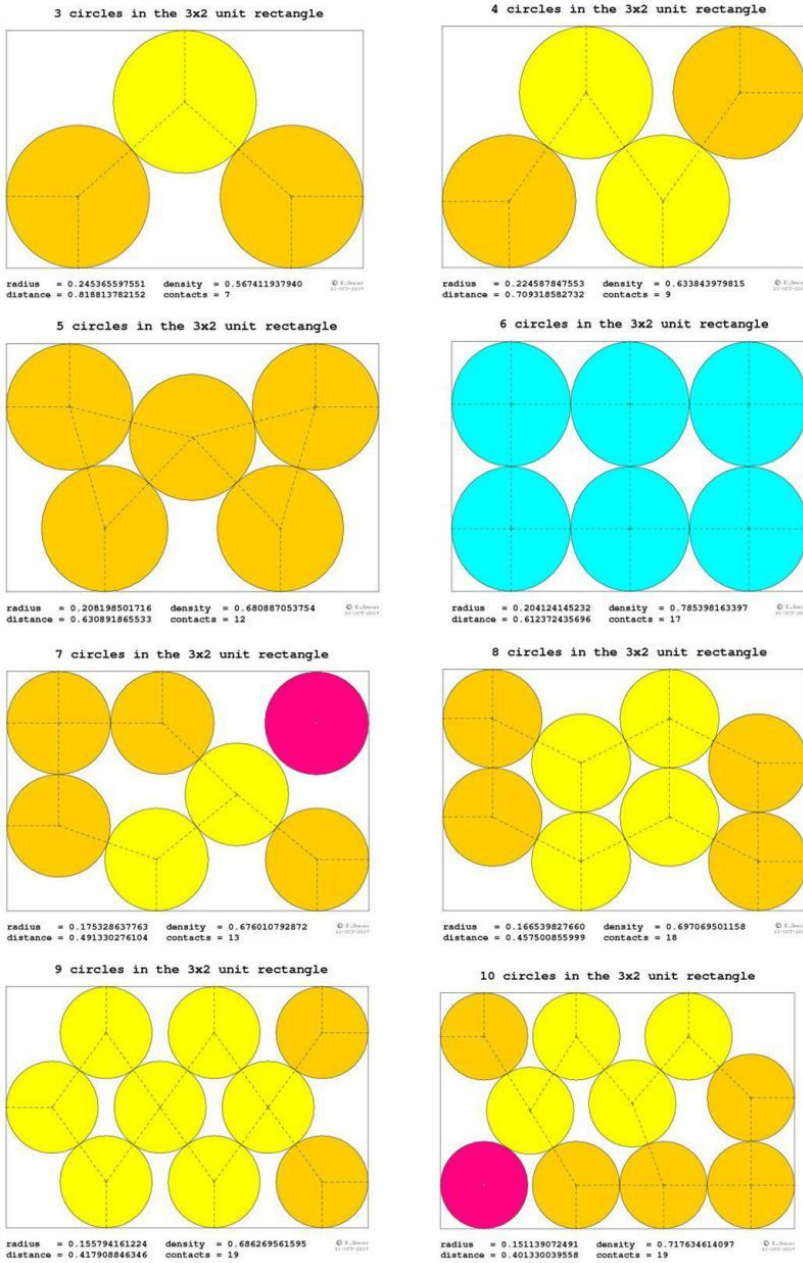 3 circles in the 3x2 unit rectangle
radius = 0.245365597551 density = 0.567411937940
distance = 0.818813782152 contacts = 7
4 circles in the 3x2 unit rectangle
radius = 0.224587847553 density = 0.633843979815
distance = 0.709318582732 contacts = 9
5 circles in the 3x2 unit rectangle
radius = 0.208198501716 density = 0.680887053754
distance = 0.630891865533 contacts = 12
6 circles in the 3x2 unit rectangle
radius = 0.204124145232 density = 0.785398163397
distance = 0.612372435696 contacts = 17
7 circles in the 3x2 unit rectangle
radius = 0.175328637763 density = 0.676010792872
distance = 0.491330276104 contacts = 13
8 circles in the 3x2 unit rectangle
radius = 0.166539827660 density = 0.697069501158
distance = 0.457500855999 contacts = 18
9 circles in the 3x2 unit rectangle
radius = 0.155794161224 density = 0.686269561595
distance = 0.417908846346 contacts = 19
10 circles in the 3x2 unit rectangle
radius = 0.151139072491 density = 0.717634614097
distance = 0.401330039558 contacts = 19